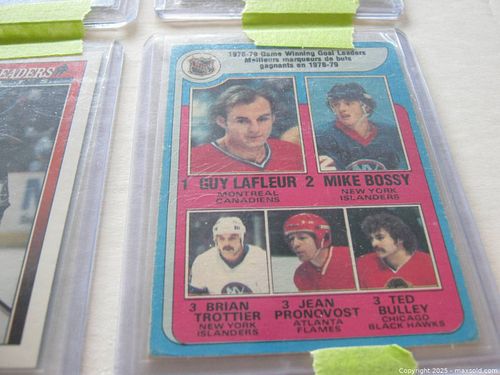 EADERS
1978-79 Game Winning Goal Leaders
Meilleurs marqueurs de buts
gagnants en 1978-79
1 GUY LAFLEUR
MONTREAL
CANADIENS
2 MIKE BOSSY
NEW YORK
ISLANDERS
3 BRIAN
TROTTIER
NEW YORK
ISLANDERS
3 JEAN
PRONOVOST
ATLANTA
FLAMES
3 TED
BULLEY
CHICAGO
BLACK HAWKS
Copyright 2025 - maxsold.com